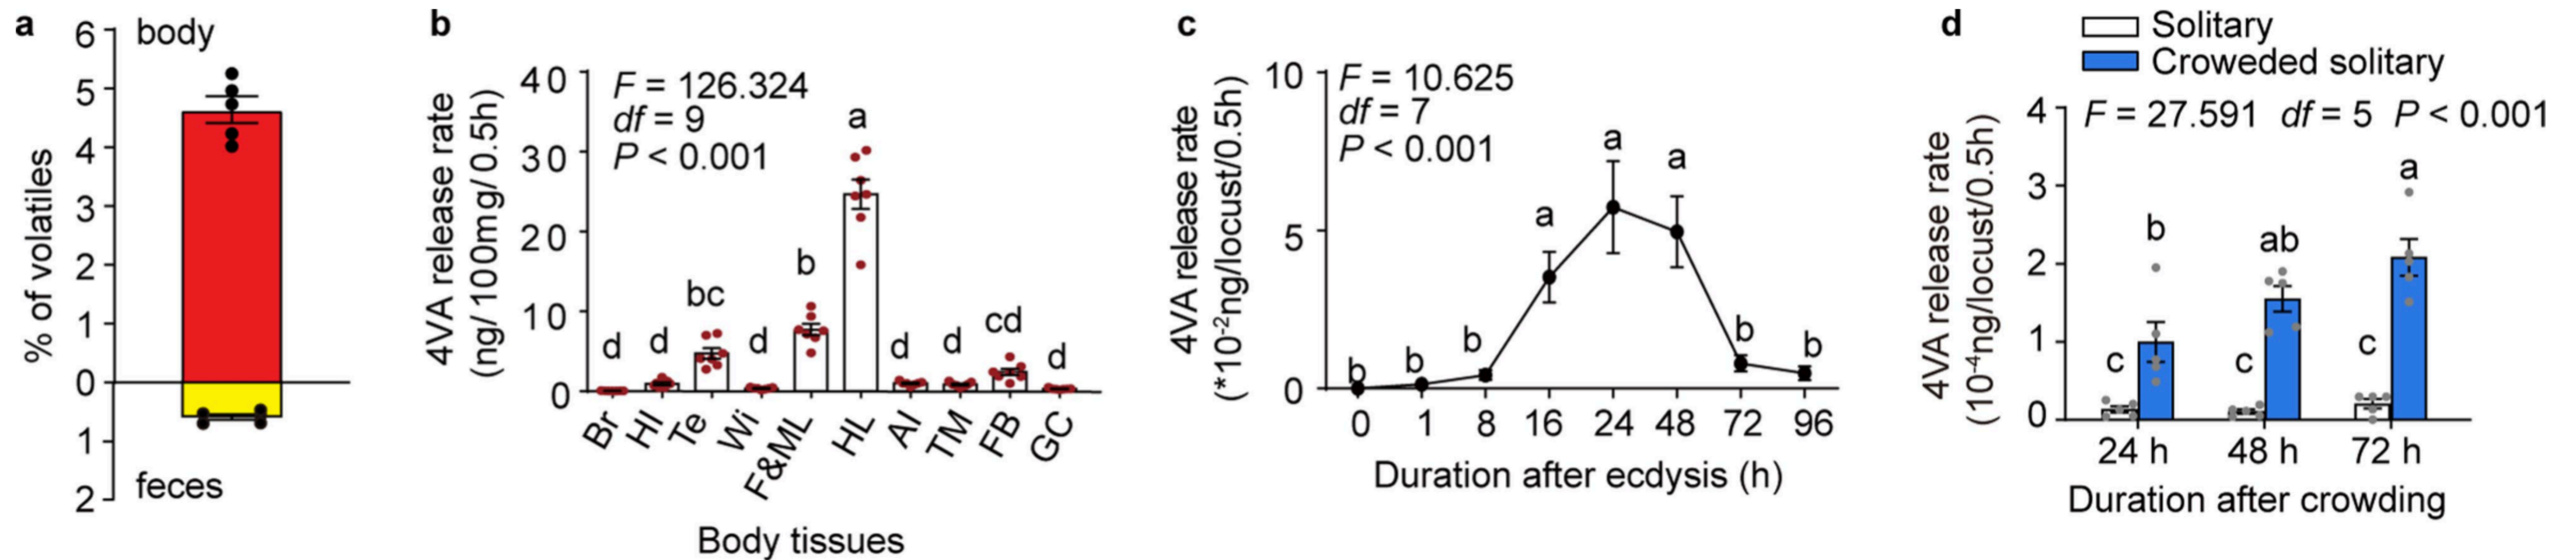 a
body
6
5
4
3
2
1
0
1
2
% of volatiles
feces
b
4VA release rate
(ng/100mg/0.5h)
40
30
20
10
0
F = 126.324
df = 9
P < 0.001
d
d
bc
d
b
a
d
d
cd
d
Br
HI
Te
Wi
F&ML
HL
AI
TM
FB
GC
Body tissues
c
4VA release rate
(*10-2ng/locust/0.5h)
10
5
0
F = 10.625
df = 7
P < 0.001
b
b
b
a
a
a
b
b
0 1 8 16 24 48 72 96
Duration after ecdysis (h)
d
Solitary
Croweded solitary
4VA release rate
(10-4ng/locust/0.5h)
4
3
2
1
0
F = 27.591 df = 5 P < 0.001
c
b
c
ab
c
a
24 h 48 h 72 h
Duration after crowding